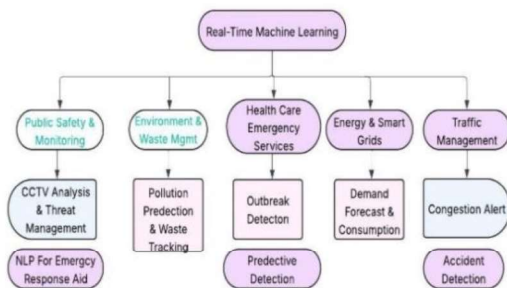 Real-Time Machine Learning
Public Safety &
Monitoring
Environment &
Waste Mgmt
Health Care
Emergency
Services
Energy & Smart
Grids
Traffic
Management
CCTV Analysis
& Threat
Management
Pollution
Predection
& Waste
Tracking
Outbreak
Detecton
Demand
Forecast &
Consumption
Congestion Alert
NLP For Emergcy
Response Aid
Predective
Detection
Accident
Detection